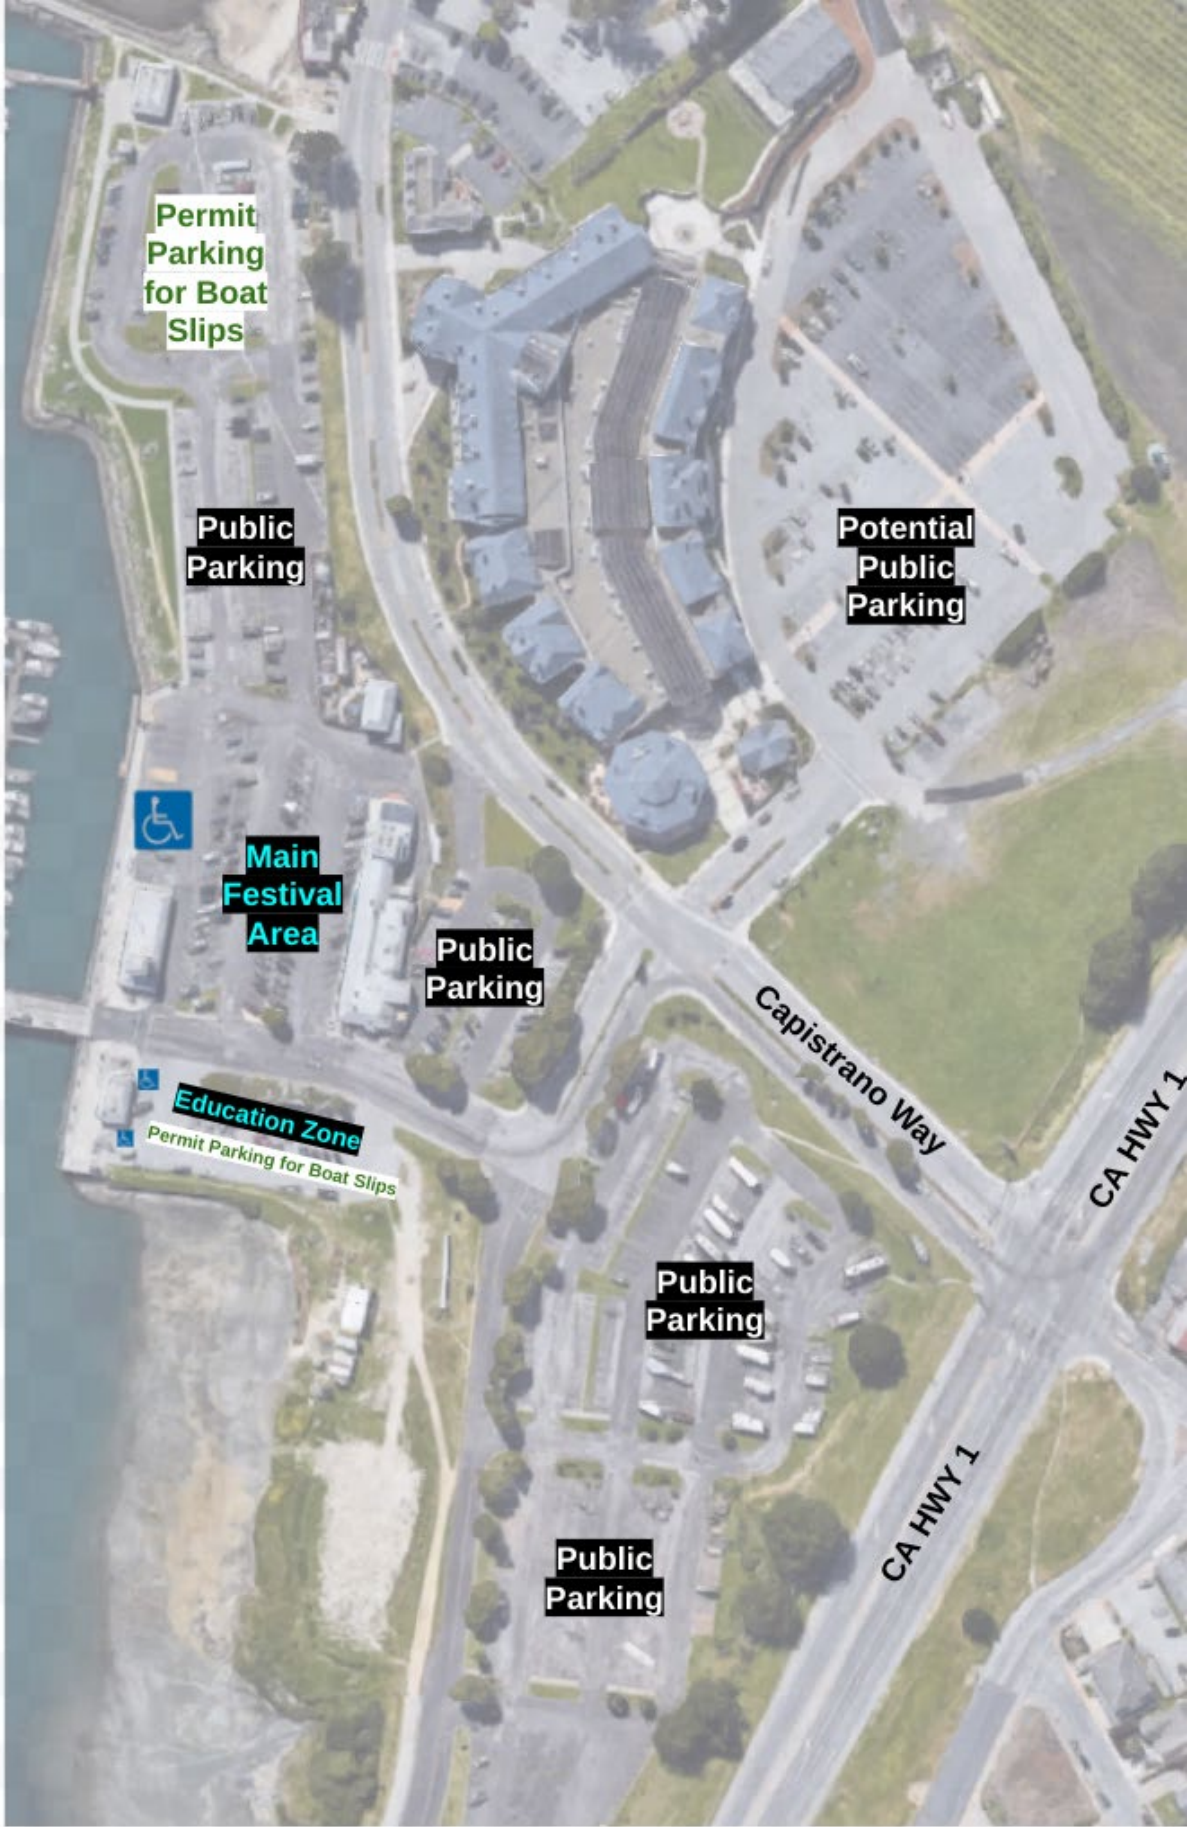 Permit
Parking
for Boat
Slips
Public
Parking
Potential
Public
Parking
Main
Festival
Area
Public
Parking
Capistrano Way
CA HWY 1
Education Zone
Permit Parking for Boat Slips
Public
Parking
CA HWY 1
Public
Parking